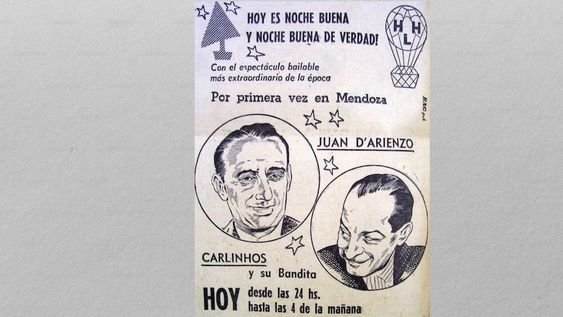 HOY ES NOCHE BUENA
Y NOCHE BUENA DE VERDAD!
H H
L
Con el espectáculo bailable
más extraordinario de la época
Por primera vez en Mendoza
JUAN D'ARIENZO
CARLINHOS
y su Bandita
HOY desde las 24 hs.
hasta las 4 de la mañana